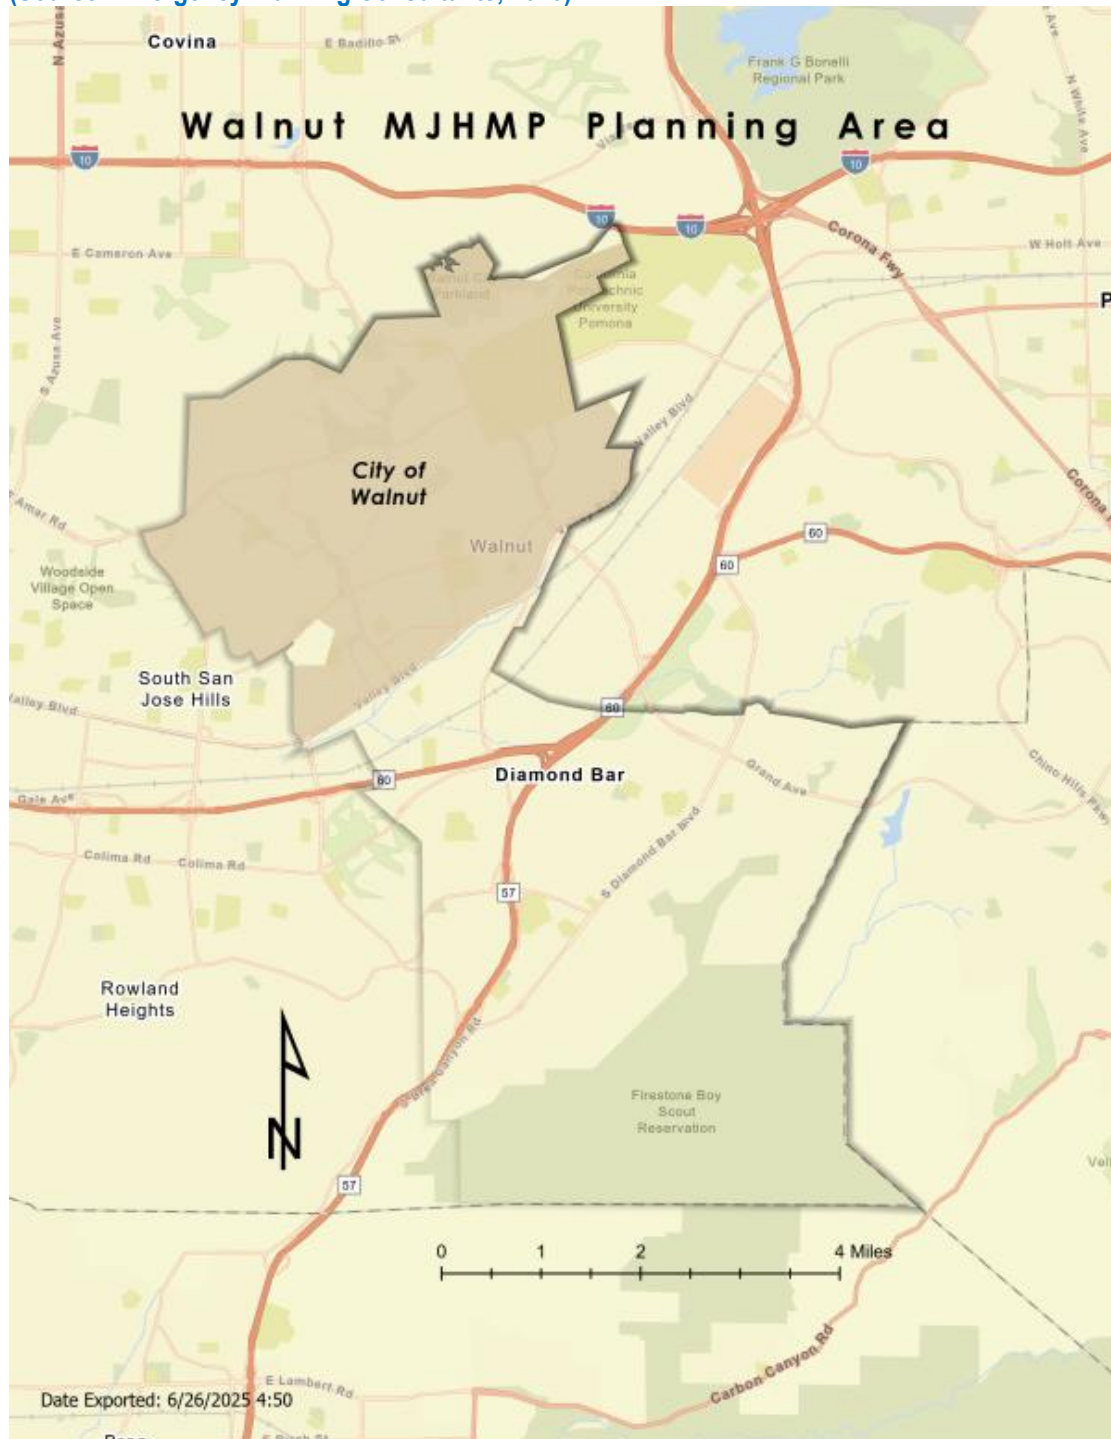 Covina
E Badillo St
N Azusa
Frank G Bonelli
Regional Park
N White Ave
Walnut MJHMP Planning Area
10
10
10
10
E Cameron Ave
Corona Fwy
W Holt Ave
University
Pomona
P
S Azusa Ave
Valley Blvd
City of
Walnut
Corona
S Amar Rd
Walnut
60
60
Woodside
Village Open
Space
South San
Jose Hills
Valley Blvd
Valley Blvd
60
60
Diamond Bar
Grand Ave
Chino Hills Pkwy
Gale Ave
Colima Rd
Colima Rd
S Diamond Bar Blvd
57
Rowland
Heights
S Brea Canyon Rd
Firestone Boy
Scout
Reservation
N
57
0 1 2 4 Miles
Carbon Canyon Rd
E Lambert Rd
Date Exported: 6/26/2025 4:50